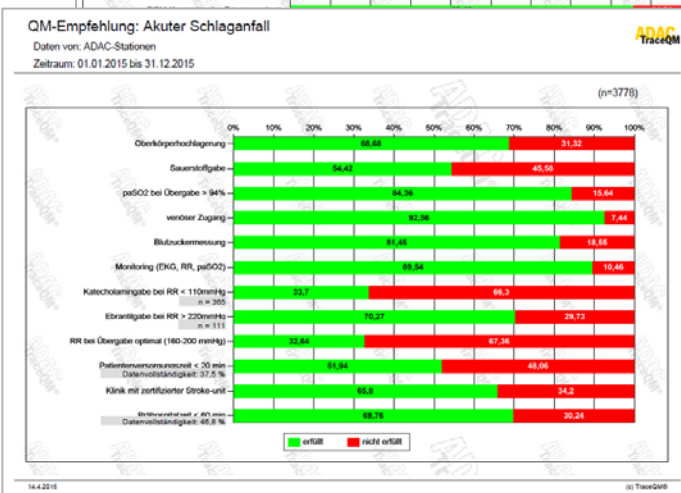 QM-Empfehlung: Akuter Schlaganfall
ADAC
TraceQM
Daten von: ADAC-Stationen
Zeitraum: 01.01.2015 bis 31.12.2015
(n=3778)
0% 10% 20% 30% 40% 50% 60% 70% 80% 90% 100%
Oberkörperhochlagerung 68,68 31,32
Sauerstoffgabe 54,42 45,58
paSO2 bei Übergabe > 94% 84,36 15,64
venöser Zugang 92,56 7,44
Blutzuckermessung 81,45 18,55
Monitoring (EKG, RR, paSO2) 89,54 10,46
Katecholamingabe bei RR < 110mmHg 33,7 66,3
n = 365
Ebrantilgabe bei RR > 220mmHg 70,27 29,73
n = 111
RR bei Übergabe optimal (160-200 mmHg) 32,64 67,36
Patientenversorgungszeit < 20 min 51,94 48,06
Datenvollständigkeit: 37,5 %
Klinik mit zertifizierter Stroke-unit 65,8 34,2
Prähospitalzeit < 60 min 69,76 30,24
Datenvollständigkeit: 46,8 %
erfüllt nicht erfüllt
14.4.2016 (c) TraceQM®